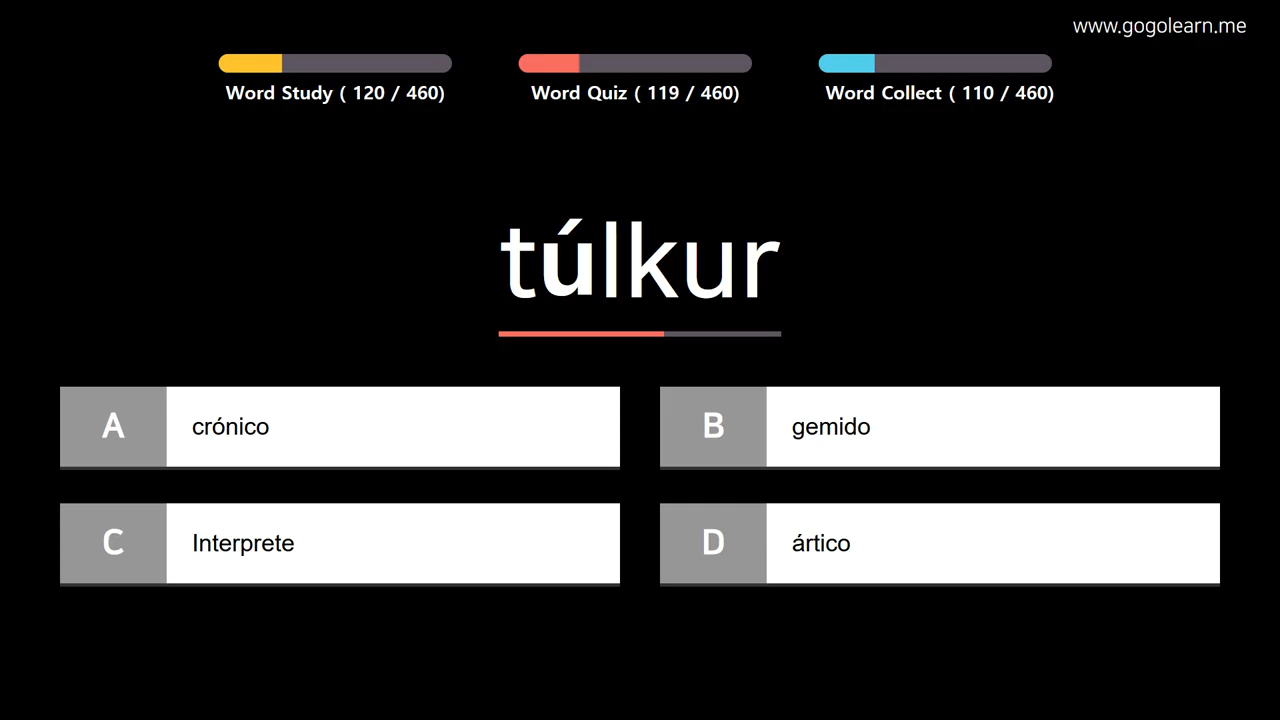 www.gogolearn.me
Word Study ( 120 / 460)
Word Quiz ( 119 / 460)
Word Collect ( 110 / 460)
túlkur
A crónico
B gemido
C Interprete
D ártico